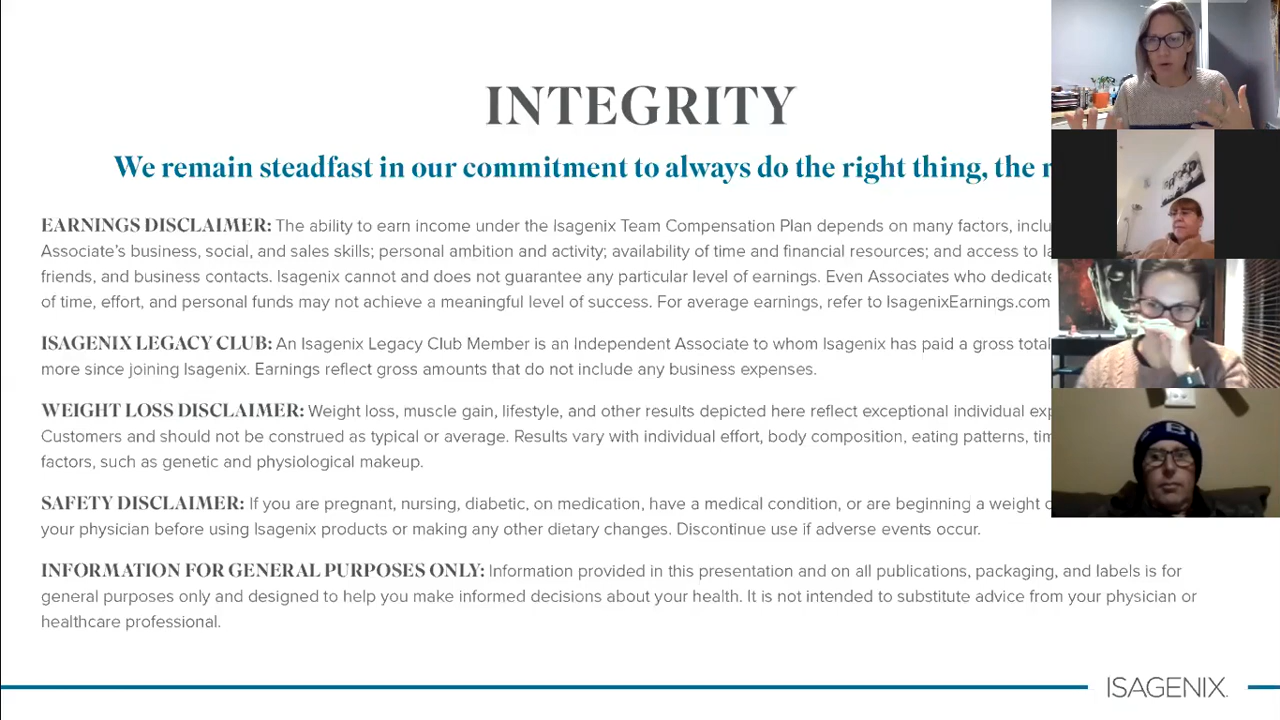 INTEGRITY
We remain steadfast in our commitment to always do the right thing, the
EARNINGS DISCLAIMER: The ability to earn income under the Isagenix Team Compensation Plan depends on many factors,
Associate's business, social, and sales skills; personal ambition and activity; availability of time and financial resources; and access to
friends, and business contacts. Isagenix cannot and does not guarantee any particular level of earnings. Even Associates who
of time, effort, and personal funds may not achieve a meaningful level of success. For average earnings, refer to IsagenixEarnings.com
ISAGENIX LEGACY CLUB: An Isagenix Legacy Club Member is an Independent Associate to whom Isagenix has paid a gross total
more since joining Isagenix. Earnings reflect gross amounts that do not include any business expenses.
WEIGHT LOSS DISCLAIMER: Weight loss, muscle gain, lifestyle, and other results depicted here reflect exceptional individual
Customers and should not be construed as typical or average. Results vary with individual effort, body composition, eating patterns,
factors, such as genetic and physiological makeup.
SAFETY DISCLAIMER: If you are pregnant, nursing, diabetic, on medication, have a medical condition, or are beginning a weight
your physician before using Isagenix products or making any other dietary changes. Discontinue use if adverse events occur.
INFORMATION FOR GENERAL PURPOSES ONLY: Information provided in this presentation and on all publications, packaging, and labels is for
general purposes only and designed to help you make informed decisions about your health. It is not intended to substitute advice from your physician or
healthcare professional.
ISAGENIX